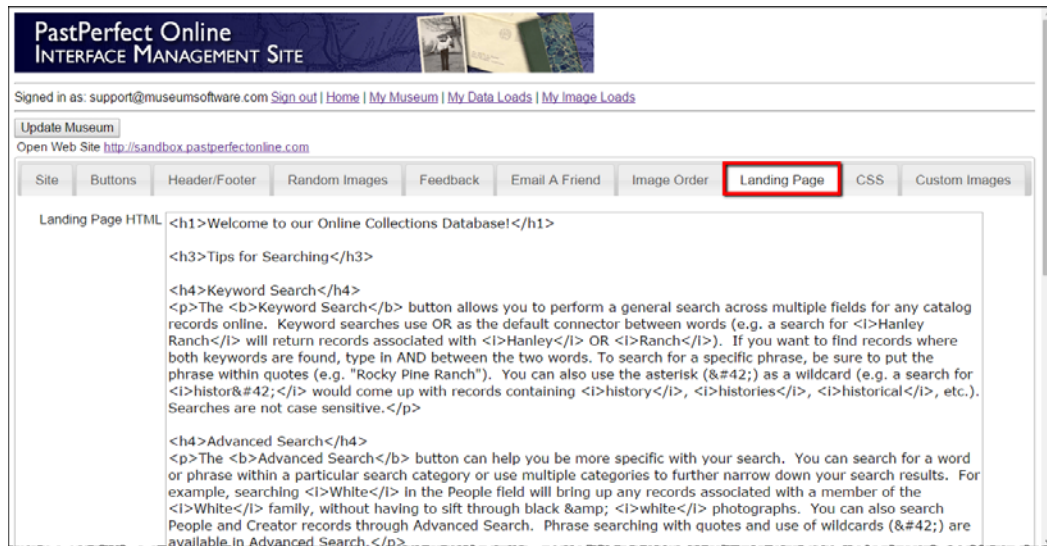 PastPerfect Online
INTERFACE MANAGEMENT SITE
Signed in as: support@museumsoftware.com Sign out | Home | My Museum | My Data Loads | My Image Loads
Update Museum
Open Web Site http://sandbox.pastperfectonline.com
Site Buttons Header/Footer Random Images Feedback Email A Friend Image Order Landing Page CSS Custom Images
Landing Page HTML <h1>Welcome to our Online Collections Database!</h1>
<h3>Tips for Searching</h3>
<h4>Keyword Search</h4>
<p>The <b>Keyword Search</b> button allows you to perform a general search across multiple fields for any catalog
records online.  Keyword searches use OR as the default connector between words (e.g. a search for <i>Hanley
Ranch</i> will return records associated with <i>Hanley</i> OR <i>Ranch</i>).  If you want to find records where
both keywords are found, type in AND between the two words. To search for a specific phrase, be sure to put the
phrase within quotes (e.g. "Rocky Pine Ranch").  You can also use the asterisk (&#42;) as a wildcard (e.g. a search for
<i>histor&#42;</i> would come up with records containing <i>history</i>, <i>histories</i>, <i>historical</i>, etc.).
Searches are not case sensitive.</p>
<h4>Advanced Search</h4>
<p>The <b>Advanced Search</b> button can help you be more specific with your search.  You can search for a word
or phrase within a particular search category or use multiple categories to further narrow down your search results.  For
example, searching <i>White</i> in the People field will bring up any records associated with a member of the
<i>White</i> family, without having to sift through black &amp; <i>white</i> photographs.  You can also search
People and Creator records through Advanced Search.  Phrase searching with quotes and use of wildcards (&#42;) are
available in Advanced Search.</p>